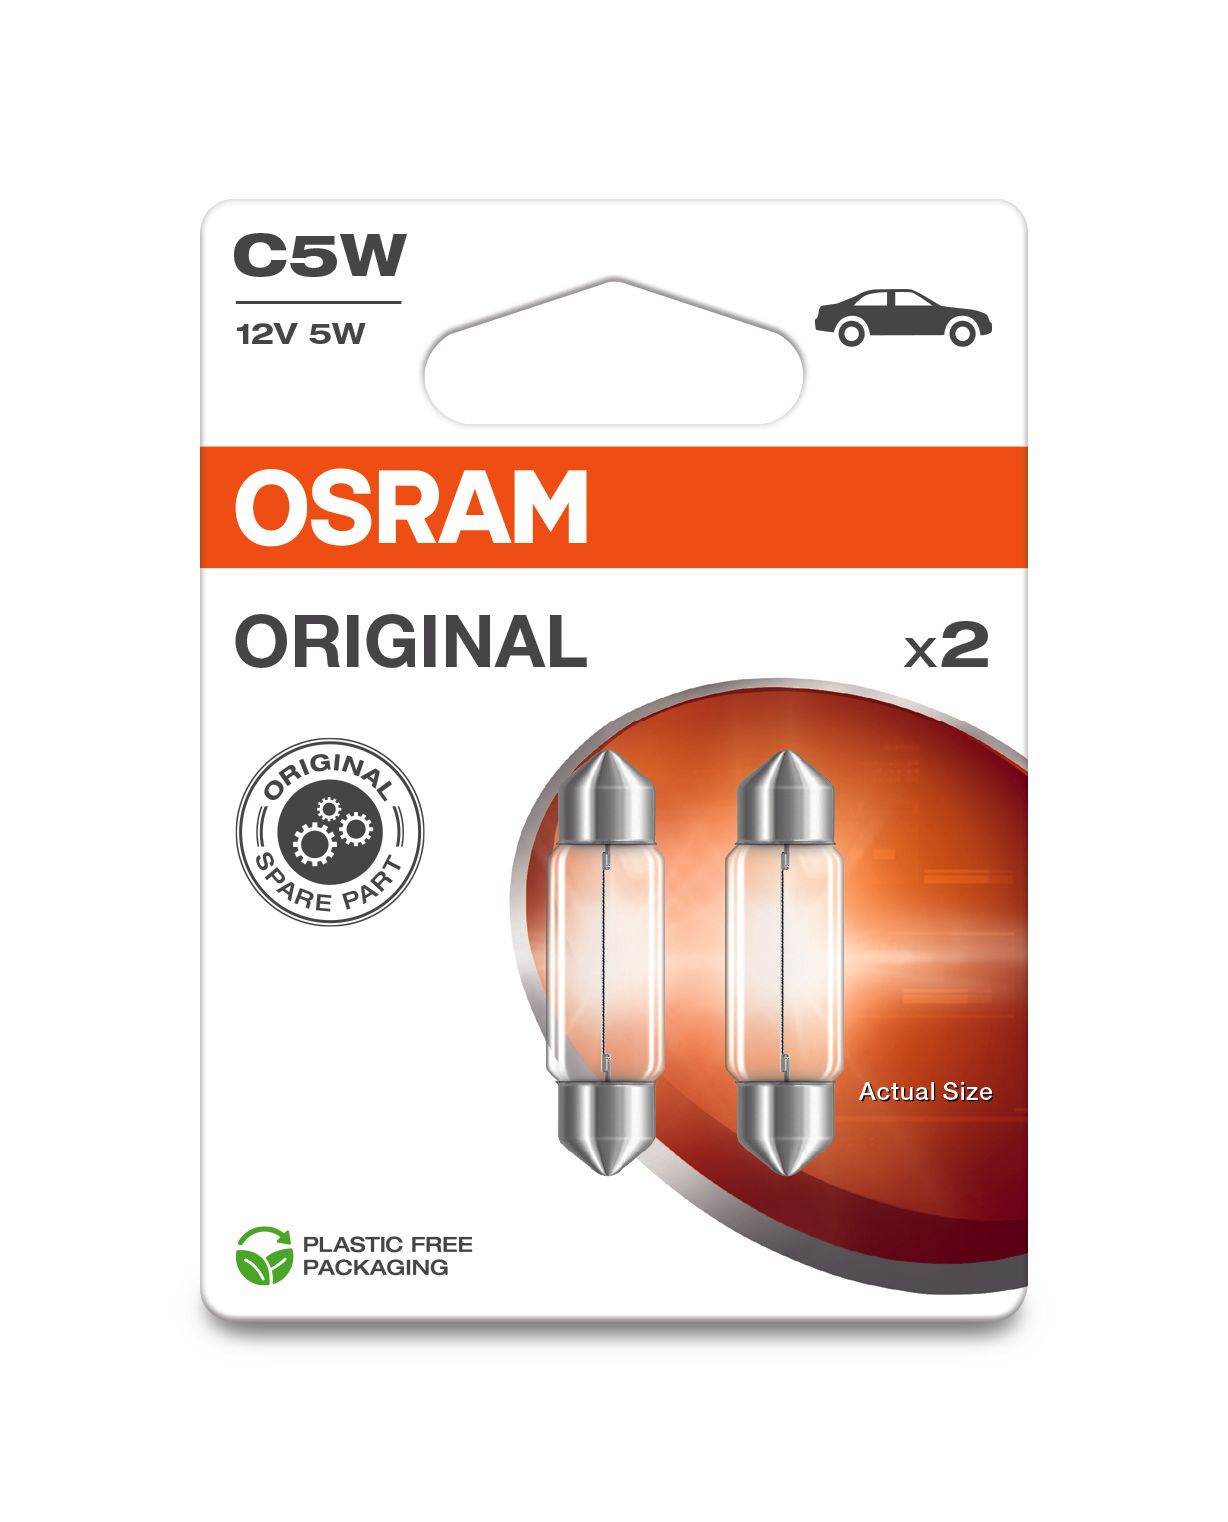 C5W
12V 5W
OSRAM
ORIGINAL
x2
ORIGINAL
SPARE PART
Actual Size
PLASTIC FREE
PACKAGING